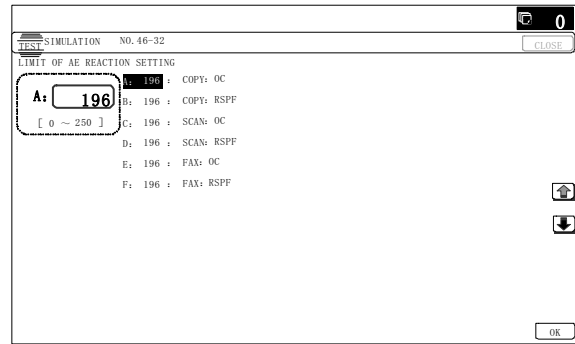 0
TEST SIMULATION NO.46-32
CLOSE
LIMIT OF AE REACTION SETTING
A: 196
[ 0 ~ 250 ]
A: 196 : COPY: OC
B: 196 : COPY: RSPF
C: 196 : SCAN: OC
D: 196 : SCAN: RSPF
E: 196 : FAX: OC
F: 196 : FAX: RSPF
OK